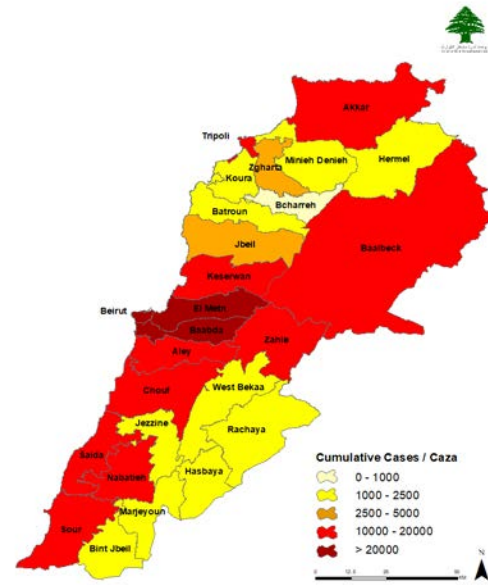 Akkar
Tripoli
Zgharta
Minieh Denieh
Hermel
Koura
Bcharreh
Batroun
Baalbeck
Jbeil
Keserwan
Beirut
El Metn
Baabda
Zahle
Aley
Chouf
West Bekaa
Jezzine
Rachaya
Saida
Nabatieh
Hasbaya
Marjeyoun
Sour
Bint Jbeil
Cumulative Cases / Caza
0 - 1000
1000 - 2500
2500 - 5000
10000 - 20000
> 20000
N